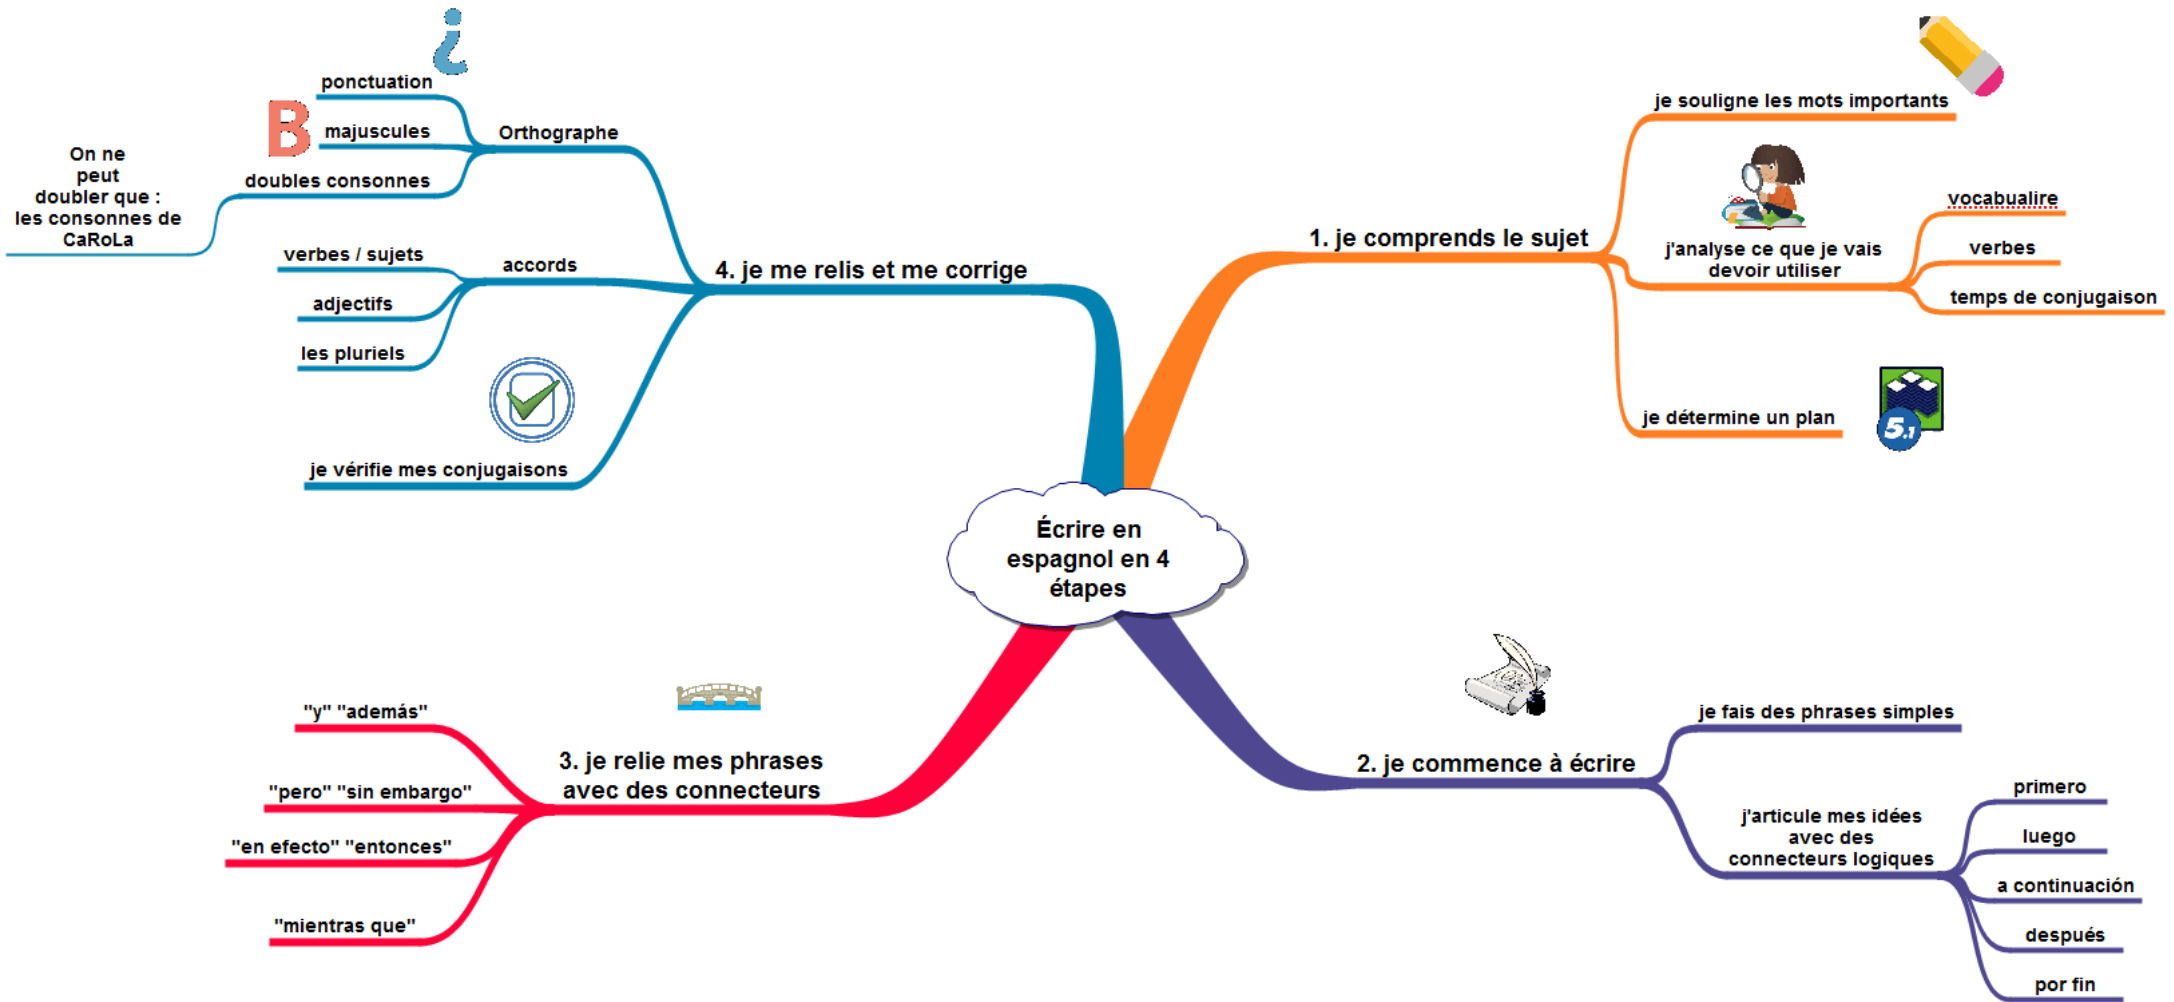 Écrire en
espagnol en 4
étapes
1. je comprends le sujet
je souligne les mots importants
j'analyse ce que je vais
devoir utiliser
vocabualire
verbes
temps de conjugaison
je détermine un plan
5.1
2. je commence à écrire
je fais des phrases simples
j'articule mes idées
avec des
connecteurs logiques
primero
luego
a continuación
después
por fin
3. je relie mes phrases
avec des connecteurs
"y" "además"
"pero" "sin embargo"
"en efecto" "entonces"
"mientras que"
4. je me relis et me corrige
Orthographe
ponctuation
¿
majuscules
B
doubles consonnes
On ne
peut
doubler que :
les consonnes de
CaRoLa
accords
verbes / sujets
adjectifs
les pluriels
je vérifie mes conjugaisons